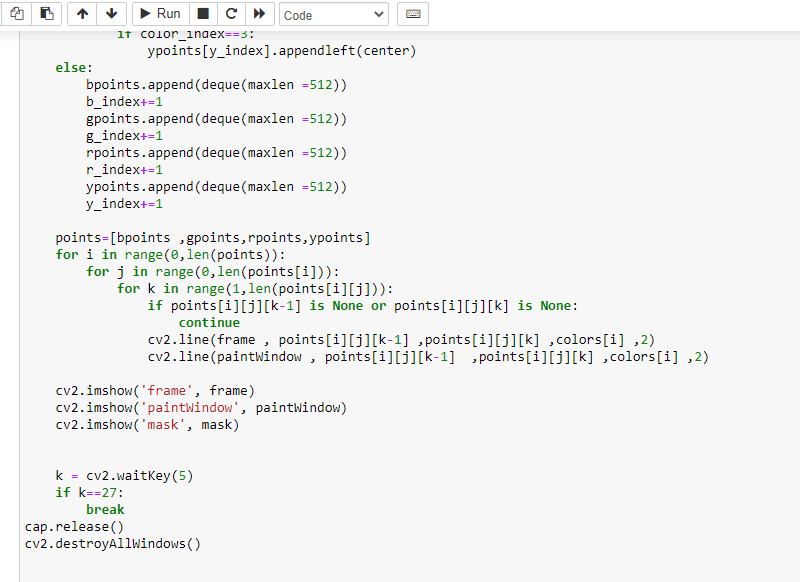 Run Code
if color_index==3:
ypoints[y_index].appendleft(center)
else:
bpoints.append(deque(maxlen =512))
b_index+=1
gpoints.append(deque(maxlen =512))
g_index+=1
rpoints.append(deque(maxlen =512))
r_index+=1
ypoints.append(deque(maxlen =512))
y_index+=1
points=[bpoints ,gpoints,rpoints,ypoints]
for i in range(0,len(points)):
for j in range(0,len(points[i])):
for k in range(1,len(points[i][j])):
if points[i][j][k-1] is None or points[i][j][k] is None:
continue
cv2.line(frame , points[i][j][k-1] ,points[i][j][k] ,colors[i] ,2)
cv2.line(paintWindow , points[i][j][k-1]  ,points[i][j][k] ,colors[i] ,2)
cv2.imshow('frame', frame)
cv2.imshow('paintWindow', paintWindow)
cv2.imshow('mask', mask)
k = cv2.waitKey(5)
if k==27:
break
cap.release()
cv2.destroyAllWindows()